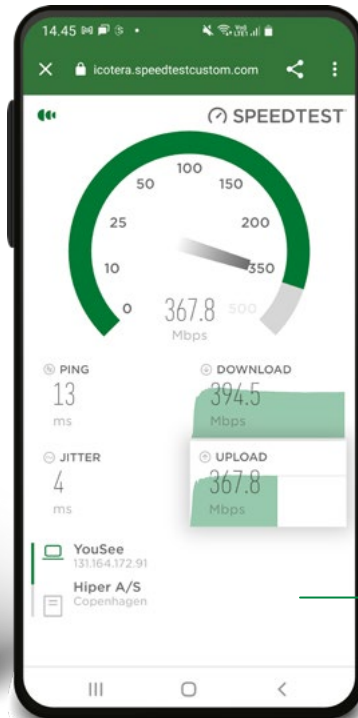 14.45
icotera.speedtestcustom.com
SPEEDTEST
100
50
150
25
200
10
350
0
367.8
500
Mbps
PING
13
ms
DOWNLOAD
394.5
Mbps
JITTER
4
ms
UPLOAD
367.8
Mbps
YouSee
131.164.172.91
Hiper A/S
Copenhagen